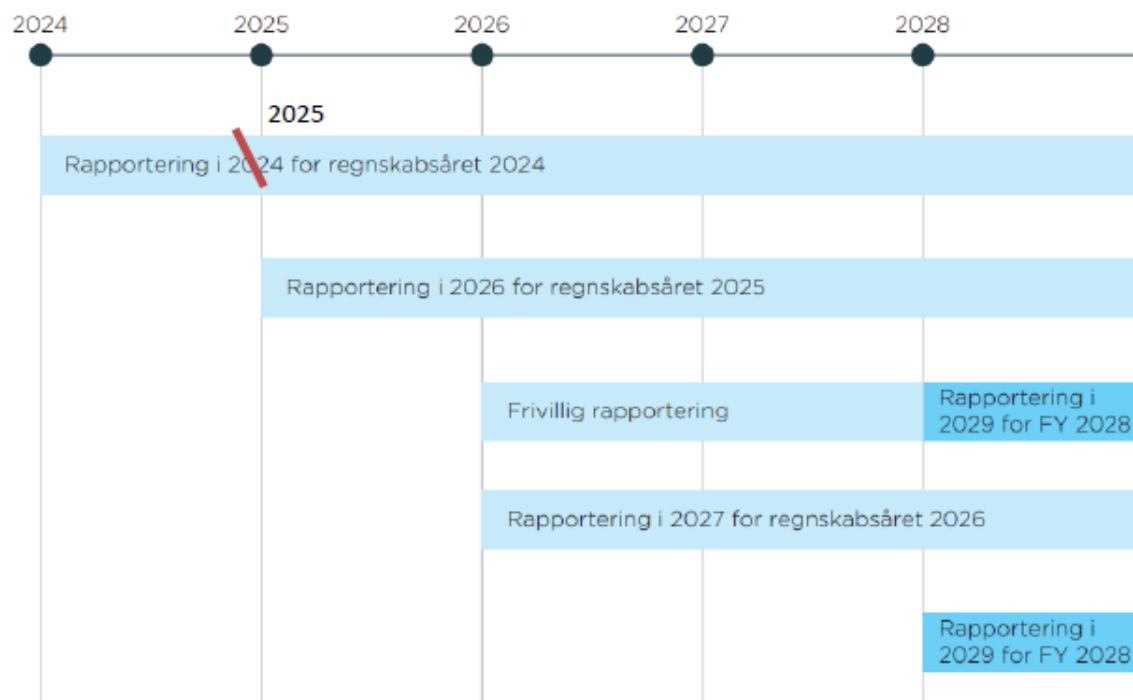 2024 2025 2026 2027 2028
2025
Rapportering i 2024 for regnskabsåret 2024
Rapportering i 2026 for regnskabsåret 2025
Frivillig rapportering
Rapportering i
2029 for FY 2028
Rapportering i 2027 for regnskabsåret 2026
Rapportering i
2029 for FY 2028